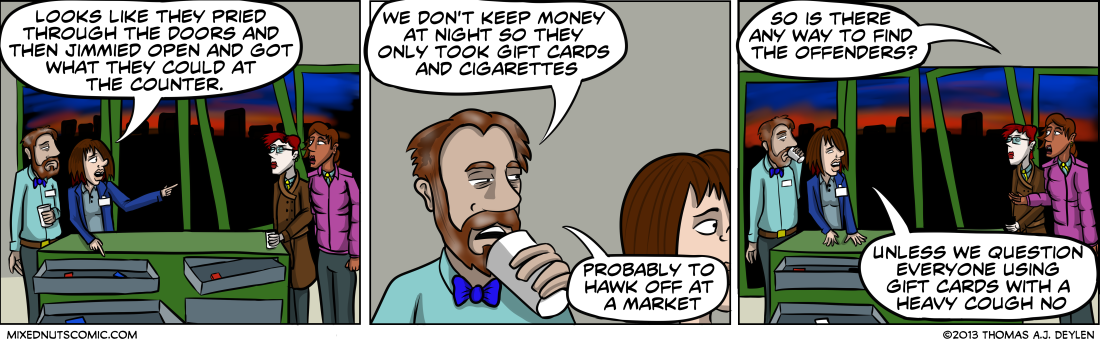 LOOKS LIKE THEY PRIED
THROUGH THE DOORS AND
THEN JIMMIED OPEN AND GOT
WHAT THEY COULD AT
THE COUNTER.
WE DON'T KEEP MONEY
AT NIGHT SO THEY
ONLY TOOK GIFT CARDS
AND CIGARETTES
PROBABLY TO
HAWK OFF AT
A MARKET
SO IS THERE
ANY WAY TO FIND
THE OFFENDERS?
UNLESS WE QUESTION
EVERYONE USING
GIFT CARDS WITH A
HEAVY COUGH NO
MIXEDNUTSCOMIC.COM
©2013 THOMAS A.J. DEYLEN